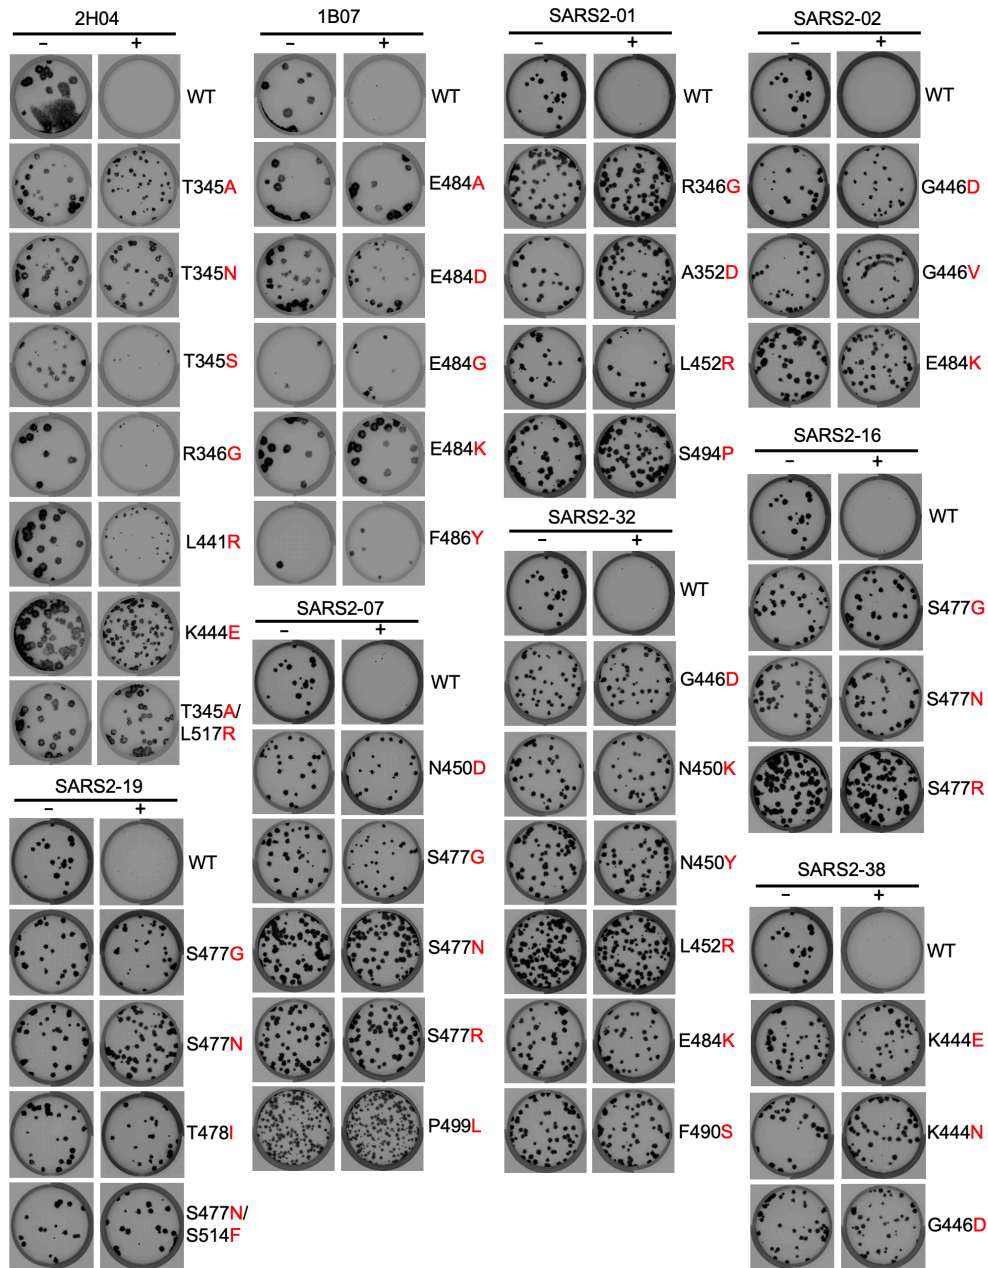 2H04
– +
WT
T345A
T345N
T345S
R346G
L441R
K444E
T345A/
L517R
1B07
– +
WT
E484A
E484D
E484G
E484K
F486Y
SARS2-01
– +
WT
R346G
A352D
L452R
S494P
SARS2-02
– +
WT
G446D
G446V
E484K
SARS2-16
– +
WT
S477G
S477N
S477R
SARS2-32
– +
WT
G446D
N450K
N450Y
L452R
E484K
F490S
SARS2-07
– +
WT
N450D
S477G
S477N
S477R
P499L
SARS2-19
– +
WT
S477G
S477N
T478I
S477N/
S514F
SARS2-38
– +
WT
K444E
K444N
G446D